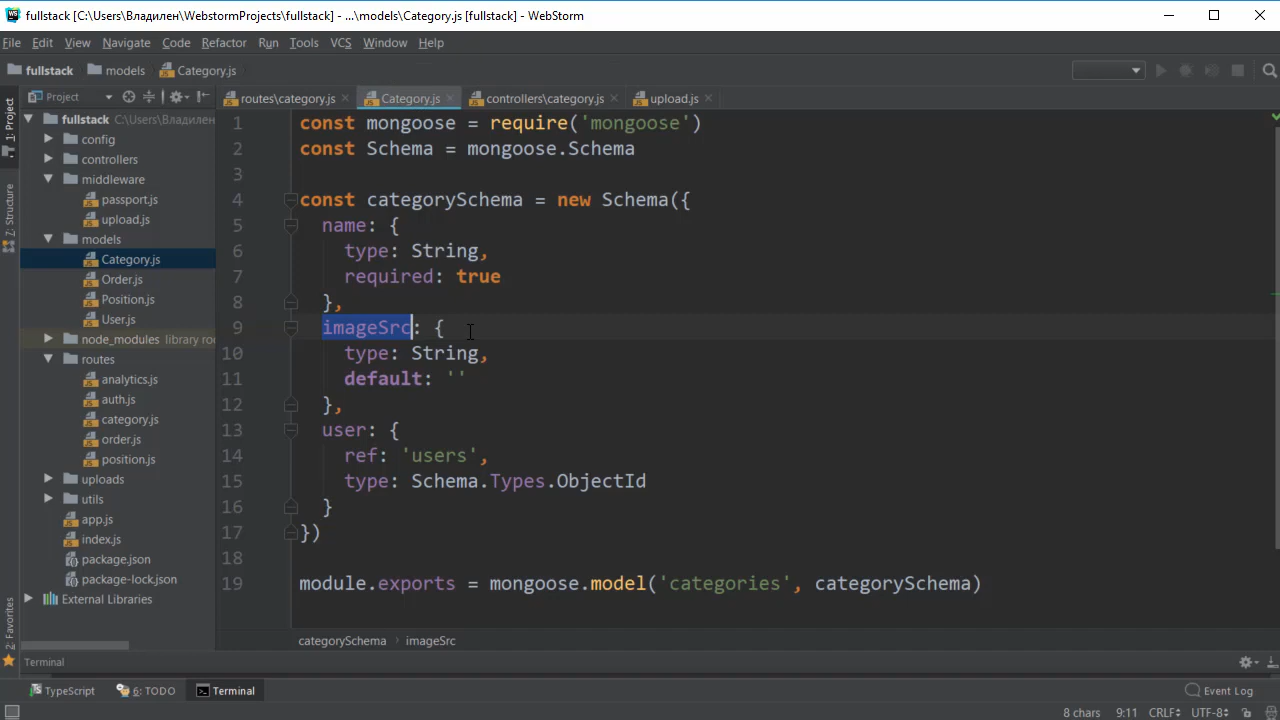 fullstack [C:\Users\Владилен\WebstormProjects\fullstack] - ...\models\Category.js [fullstack] - WebStorm
File Edit View Navigate Code Refactor Run Tools VCS Window Help
fullstack models Category.js
1: Project
Z: Structure
2: Favorites
Project
fullstack C:\Users\Владилен
config
controllers
middleware
passport.js
upload.js
models
Category.js
Order.js
Position.js
User.js
node_modules library roo
routes
analytics.js
auth.js
category.js
order.js
position.js
uploads
utils
app.js
index.js
package.json
package-lock.json
External Libraries
routes\category.js Category.js controllers\category.js upload.js
1 const mongoose = require('mongoose')
2 const Schema = mongoose.Schema
3
4 const categorySchema = new Schema({
5 name: {
6 type: String,
7 required: true
8 },
9 imageSrc: {
10 type: String,
11 default: ''
12 },
13 user: {
14 ref: 'users',
15 type: Schema.Types.ObjectId
16 }
17 })
18
19 module.exports = mongoose.model('categories', categorySchema)
categorySchema imageSrc
Terminal
TypeScript 6: TODO Terminal Event Log
8 chars 9:11 CRLF UTF-8